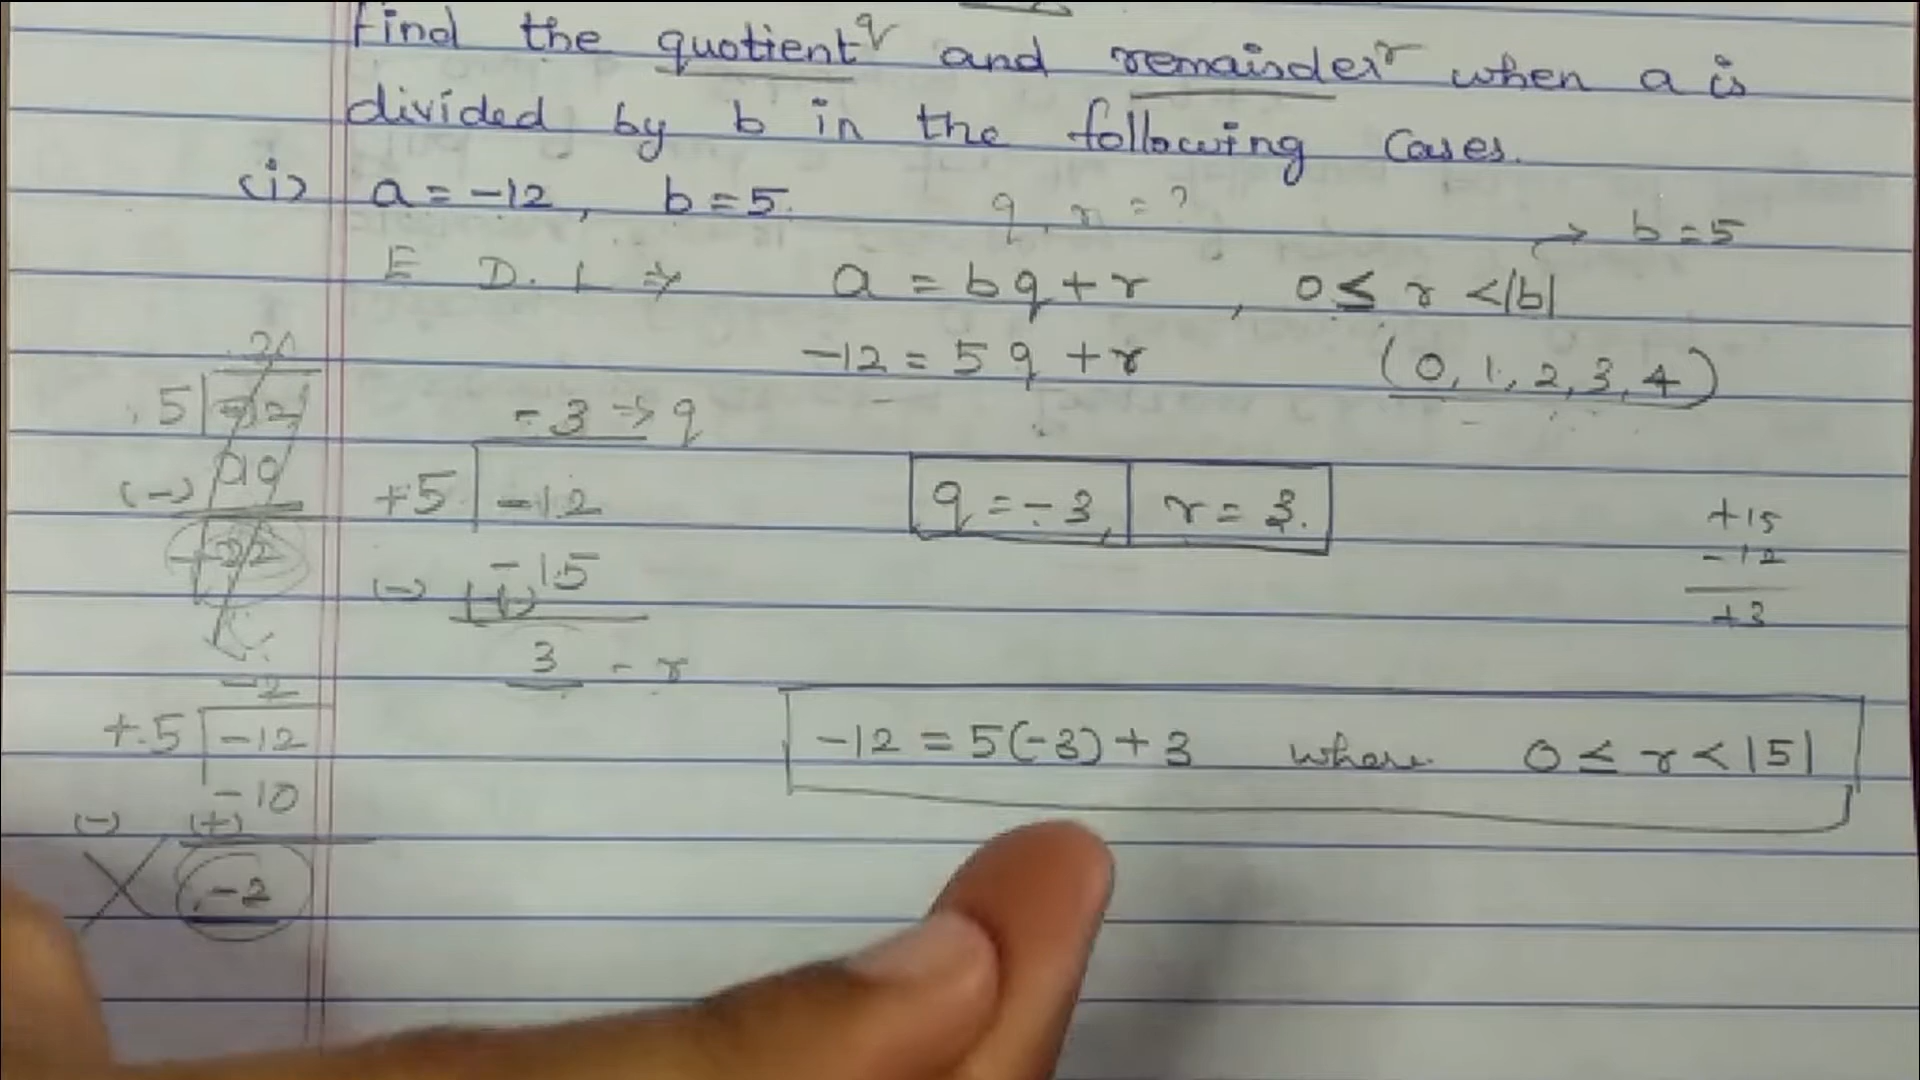 Find the quotient q and remainder r when a is
divided by b in the following cases.
(i) a = -12, b = 5. q, r = ?
→ b = 5
E D. L ⇒ a = bq + r, 0 ≤ r < |b|
-12 = 5q + r (0, 1, 2, 3, 4)
-3 → q
+5 -12
-15
(-) (+)
3 - r
q = -3, r = 3.
+15
-12
+3
-2
+5 -12
-10
(-) (+)
-2
-12 = 5(-3) + 3 where 0 ≤ r < |5|